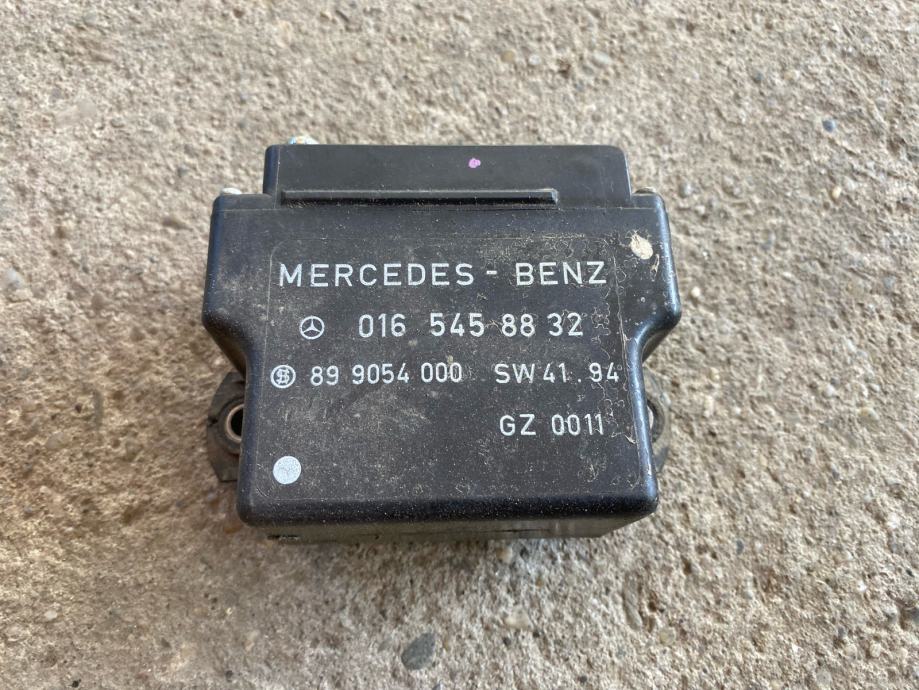 MERCEDES - BENZ
016 545 88 32
89 9054 000 SW 41.94
GZ 0011